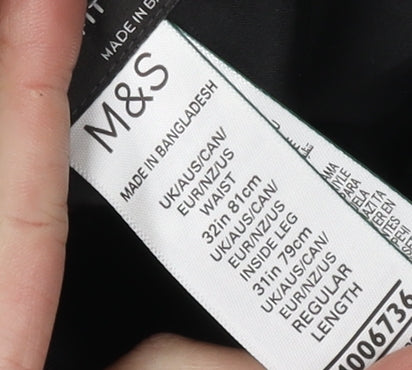 MADE IN BA
M&S
MADE IN BANGLADESH
UK/AUS/CAN/
EUR/NZ/US
WAIST
32in 81cm
UK/AUS/CAN/
EUR/NZ/US
INSIDE LEG
31in 79cm
UK/AUS/CAN/
EUR/NZ/US
REGULAR
LENGTH
1006736